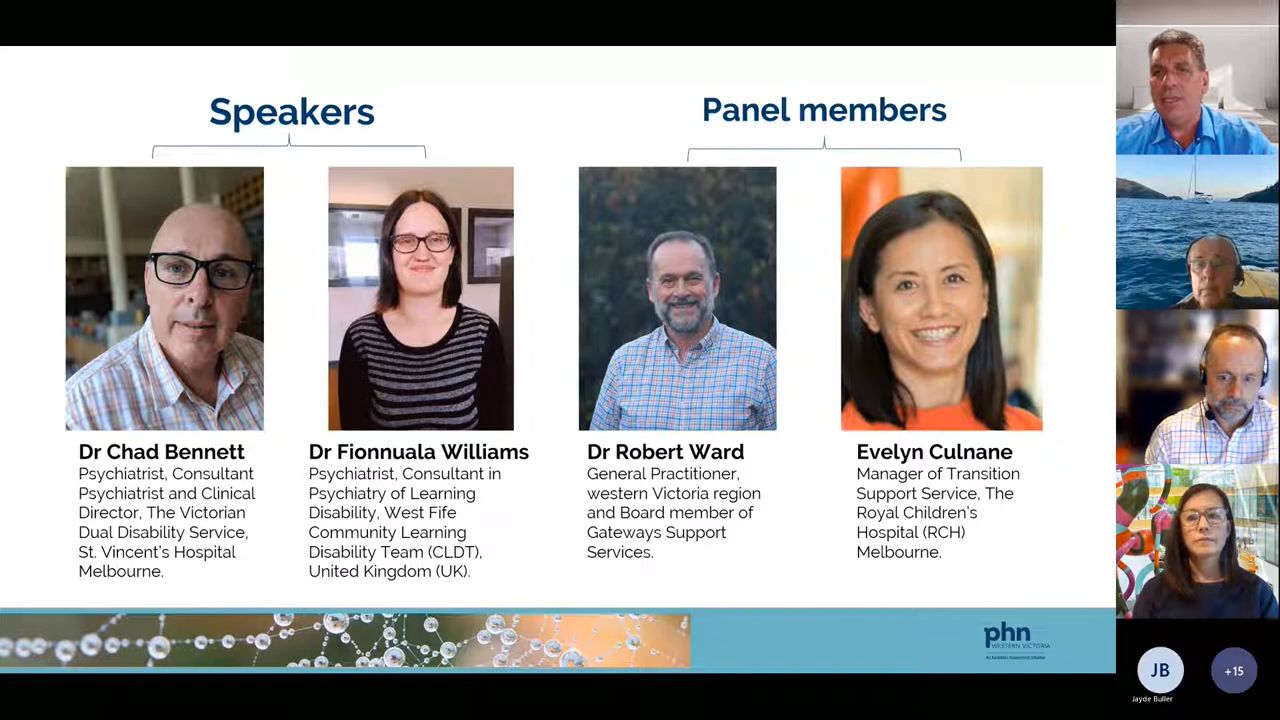 Speakers
Panel members
Dr Chad Bennett
Psychiatrist, Consultant
Psychiatrist and Clinical
Director, The Victorian
Dual Disability Service,
St. Vincent's Hospital
Melbourne.
Dr Fionnuala Williams
Psychiatrist, Consultant in
Psychiatry of Learning
Disability, West Fife
Community Learning
Disability Team (CLDT),
United Kingdom (UK).
Dr Robert Ward
General Practitioner,
western Victoria region
and Board member of
Gateways Support
Services.
Evelyn Culnane
Manager of Transition
Support Service, The
Royal Children's
Hospital (RCH)
Melbourne.
phn
WESTERN VICTORIA
An Australian Government Initiative
JB
Jayde Buller
+15